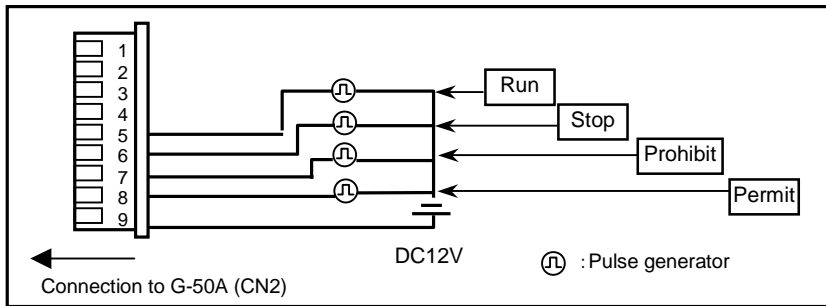 1
2
3
4
5
6
7
8
9
Run
Stop
Prohibit
Permit
DC12V
: Pulse generator
Connection to G-50A (CN2)